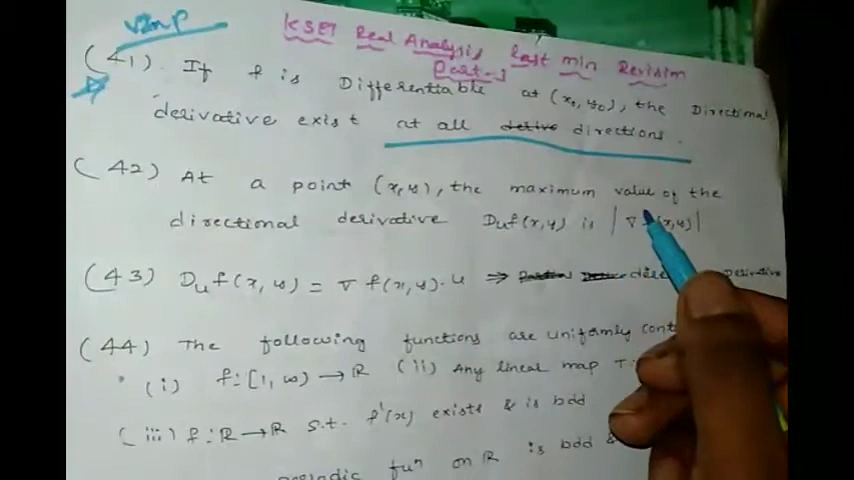 VImp
KSET Real Analysis Last min Revision
Part-1
(41). If f is Differentiable at (x₀, y₀), the Directional
derivative exist at all directions.
(42) At a point (x,y), the maximum value of the
directional derivative Duf(x,y) is |∇f(x,y)|
(43) Duf(x,y) = ∇f(x,y).u ⇒ Derivative
(44) The following functions are uniformly cont
(i) f:[1,∞) → R (ii) Any linear map T:
(iii) f:R→R s.t. f'(x) exists & is bdd
periodic fuⁿ on R is bdd &